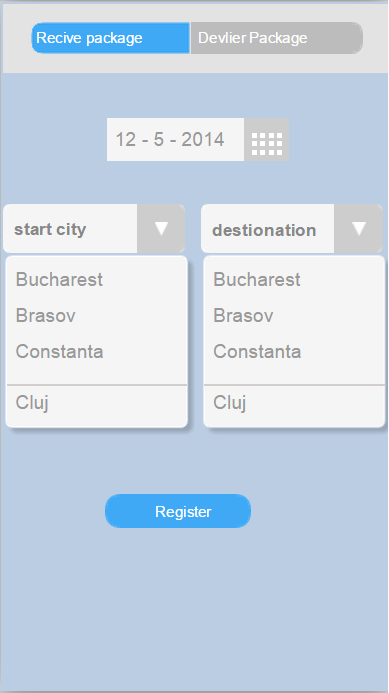 Recive package
Devlier Package
12 - 5 - 2014
start city
destionation
Bucharest
Brasov
Constanta
Cluj
Bucharest
Brasov
Constanta
Cluj
Register